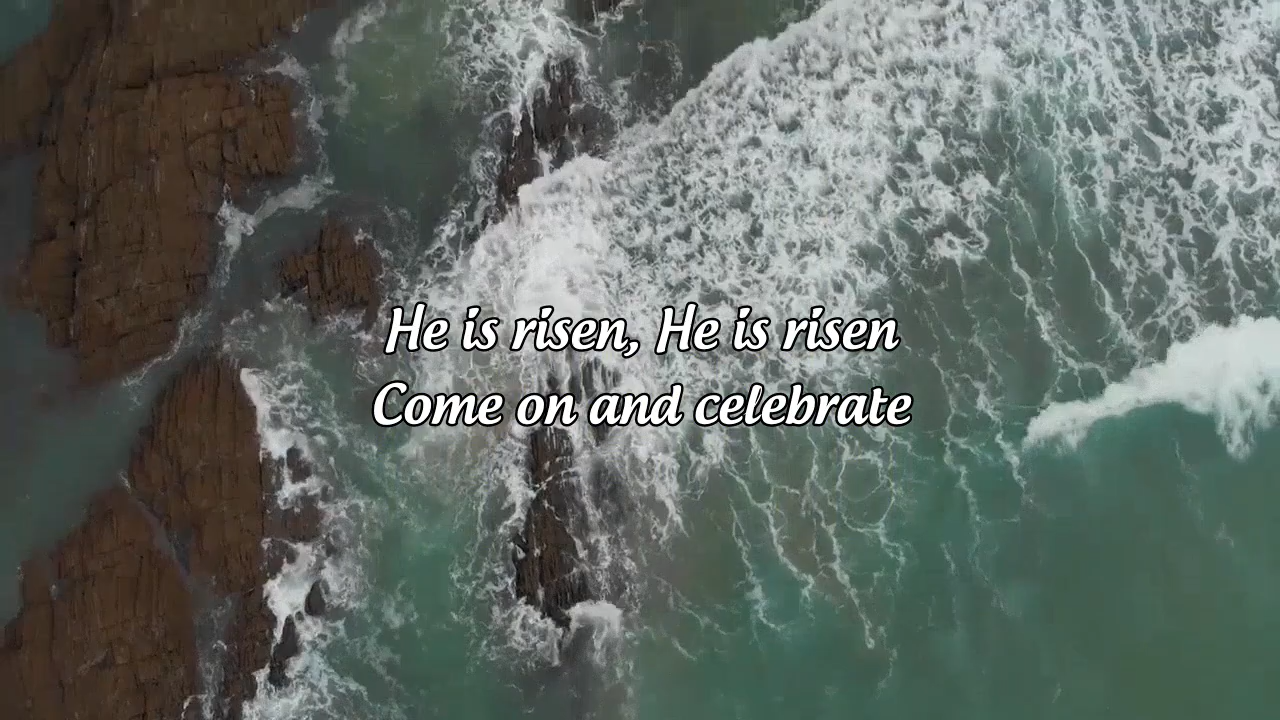 He is risen, He is risen
Come on and celebrate